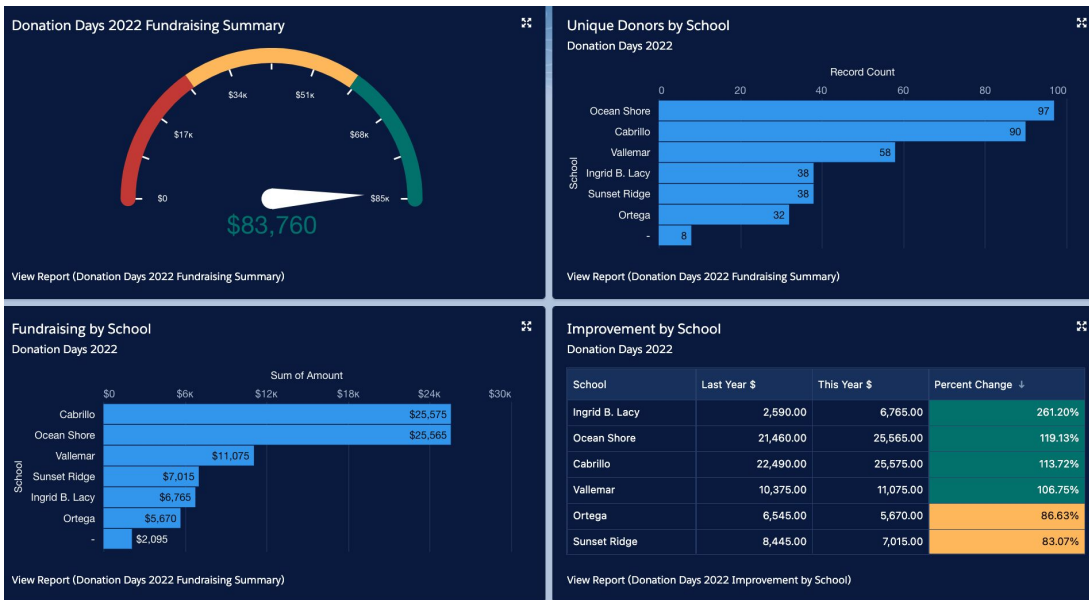 Donation Days 2022 Fundraising Summary
$0
$17K
$34K
$51K
$68K
$85K
$83,760
View Report (Donation Days 2022 Fundraising Summary)
Unique Donors by School
Donation Days 2022
Record Count
0 20 40 60 80 100
School
Ocean Shore 97
Cabrillo 90
Vallemar 58
Ingrid B. Lacy 38
Sunset Ridge 38
Ortega 32
- 8
View Report (Donation Days 2022 Fundraising Summary)
Fundraising by School
Donation Days 2022
Sum of Amount
$0 $6K $12K $18K $24K $30K
School
Cabrillo $25,575
Ocean Shore $25,565
Vallemar $11,075
Sunset Ridge $7,015
Ingrid B. Lacy $6,765
Ortega $5,670
- $2,095
View Report (Donation Days 2022 Fundraising Summary)
Improvement by School
Donation Days 2022
School Last Year $ This Year $ Percent Change ↓
Ingrid B. Lacy 2,590.00 6,765.00 261.20%
Ocean Shore 21,460.00 25,565.00 119.13%
Cabrillo 22,490.00 25,575.00 113.72%
Vallemar 10,375.00 11,075.00 106.75%
Ortega 6,545.00 5,670.00 86.63%
Sunset Ridge 8,445.00 7,015.00 83.07%
View Report (Donation Days 2022 Improvement by School)